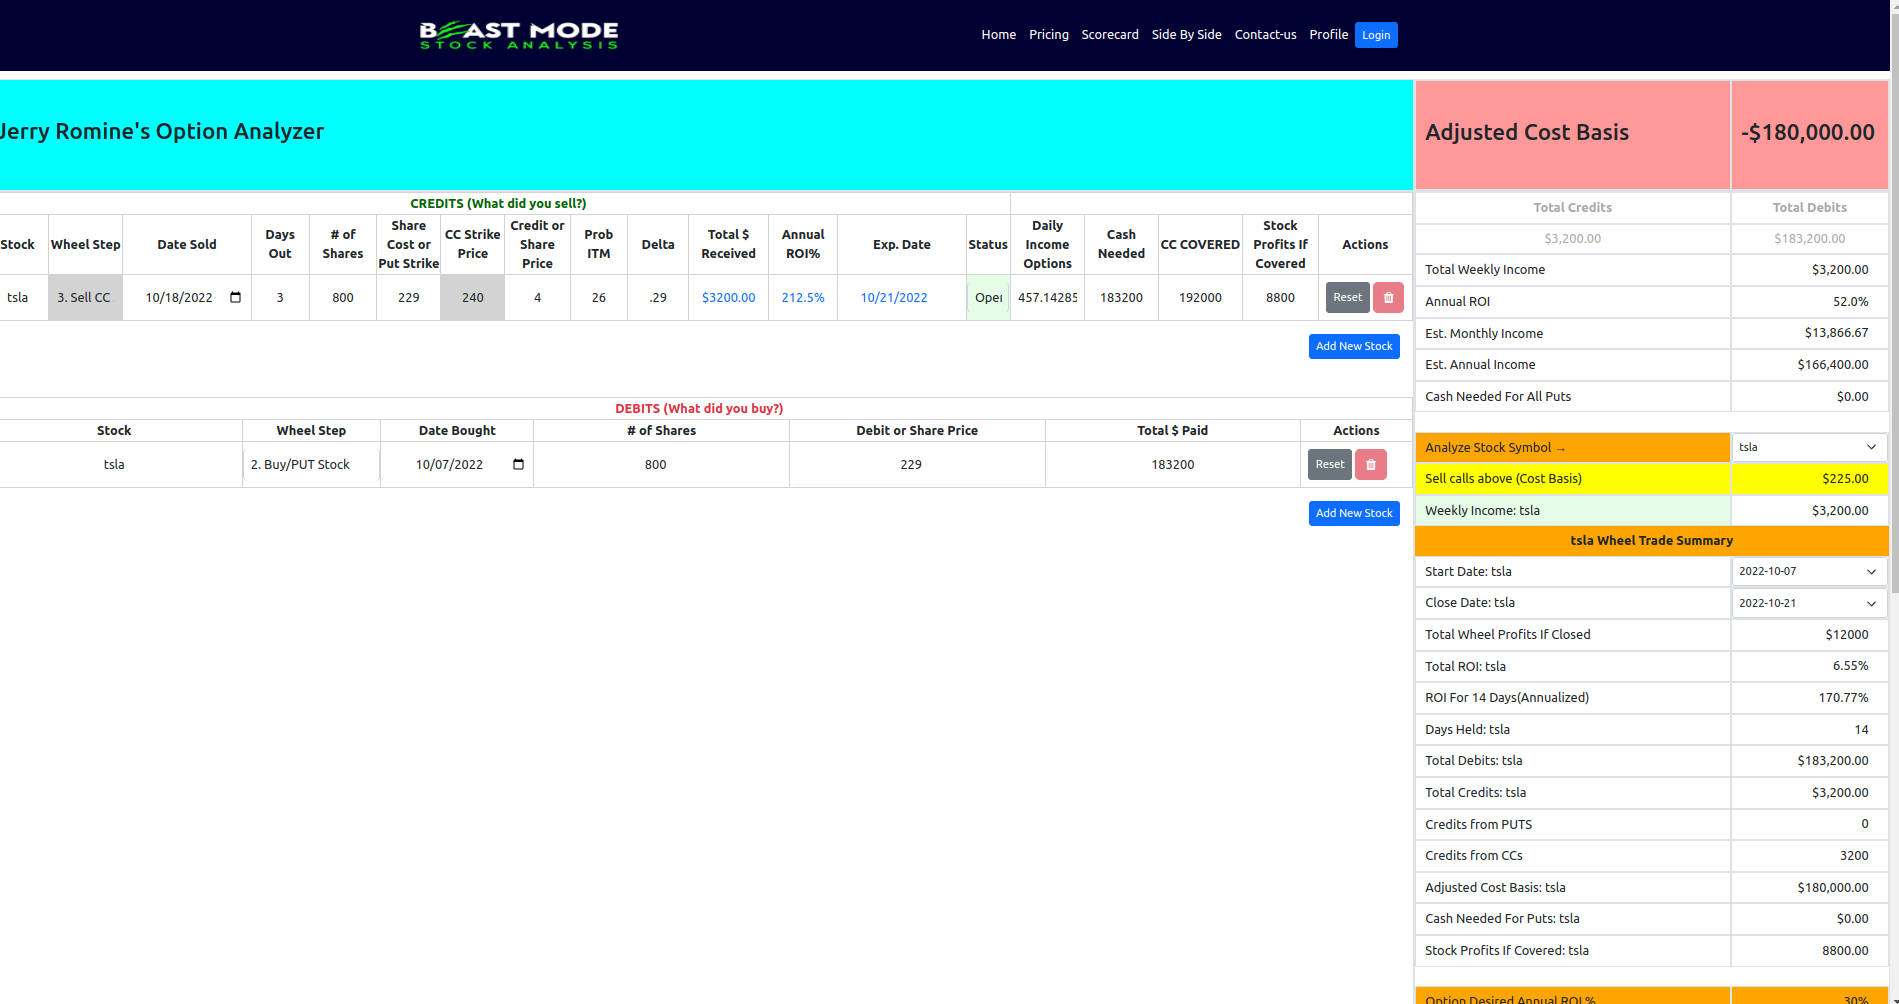 BEAST MODE
STOCK ANALYSIS
Home Pricing Scorecard Side By Side Contact-us Profile Login
Jerry Romine's Option Analyzer
Adjusted Cost Basis -$180,000.00
CREDITS (What did you sell?)
Stock Wheel Step Date Sold Days Out # of Shares Share Cost or Put Strike CC Strike Price Credit or Share Price Prob ITM Delta Total $ Received Annual ROI% Exp. Date Status Daily Income Options Cash Needed CC COVERED Stock Profits If Covered Actions
tsla 3. Sell CC 10/18/2022 3 800 229 240 4 26 .29 $3200.00 212.5% 10/21/2022 Oper 457.14285 183200 192000 8800 Reset
Add New Stock
DEBITS (What did you buy?)
Stock Wheel Step Date Bought # of Shares Debit or Share Price Total $ Paid Actions
tsla 2. Buy/PUT Stock 10/07/2022 800 229 183200 Reset
Add New Stock
Total Credits Total Debits
$3,200.00 $183,200.00
Total Weekly Income $3,200.00
Annual ROI 52.0%
Est. Monthly Income $13,866.67
Est. Annual Income $166,400.00
Cash Needed For All Puts $0.00
Analyze Stock Symbol → tsla
Sell calls above (Cost Basis) $225.00
Weekly Income: tsla $3,200.00
tsla Wheel Trade Summary
Start Date: tsla 2022-10-07
Close Date: tsla 2022-10-21
Total Wheel Profits If Closed $12000
Total ROI: tsla 6.55%
ROI For 14 Days(Annualized) 170.77%
Days Held: tsla 14
Total Debits: tsla $183,200.00
Total Credits: tsla $3,200.00
Credits from PUTS 0
Credits from CCs 3200
Adjusted Cost Basis: tsla $180,000.00
Cash Needed For Puts: tsla $0.00
Stock Profits If Covered: tsla 8800.00
Option Desired Annual ROI % 30%